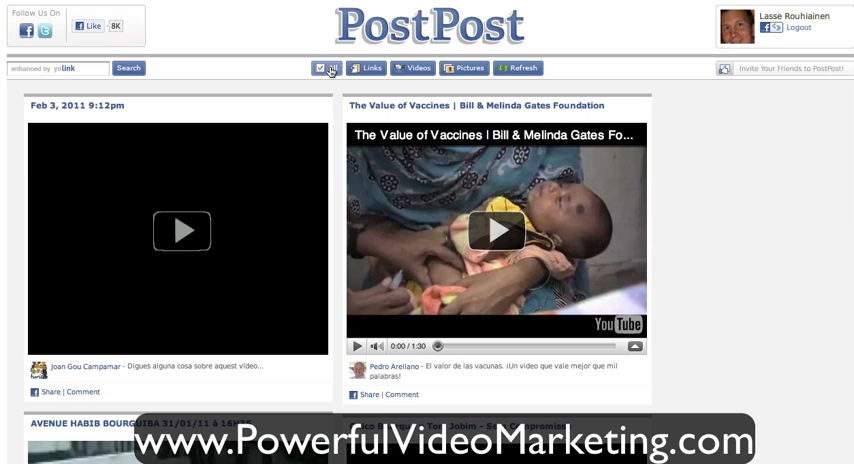 Follow Us On
Like 8K
PostPost
Lasse Rouhiainen
Logout
enhanced by yolink
Search
All
Links
Videos
Pictures
Refresh
Invite Your Friends to PostPost!
Feb 3, 2011 9:12pm
Joan Gou Campamar - Digues alguna cosa sobre aquest vídeo...
Share | Comment
The Value of Vaccines | Bill & Melinda Gates Foundation
The Value of Vaccines | Bill & Melinda Gates Fo...
YouTube
0:00 / 1:30
Pedro Arellano - El valor de las vacunas. ¡Un video que vale mejor que mil
palabras!
Share | Comment
AVENUE HABIB BOURGUIBA 31/01/11 à 16H
Tom Jobim
www.PowerfulVideoMarketing.com